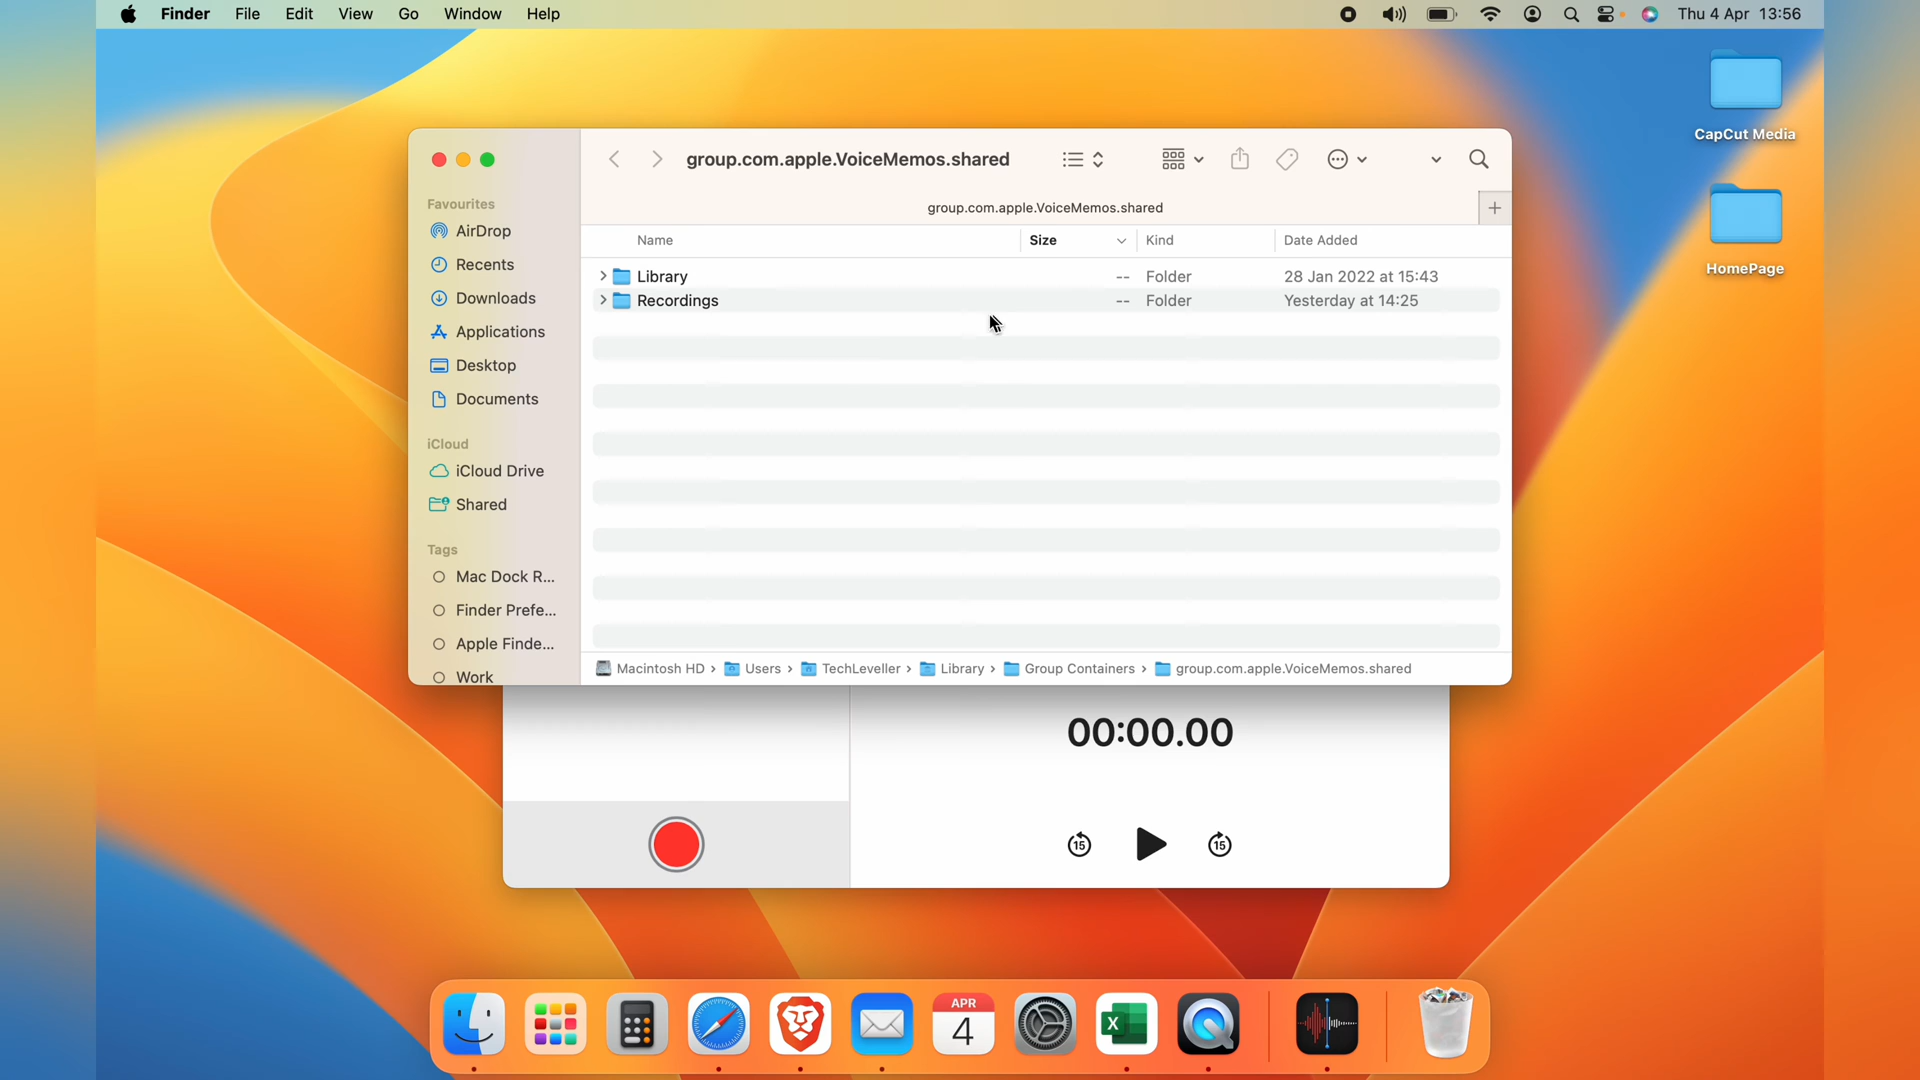 Finder File Edit View Go Window Help Thu 4 Apr 13:56
CapCut Media
HomePage
group.com.apple.VoiceMemos.shared
group.com.apple.VoiceMemos.shared
Favourites
AirDrop
Recents
Downloads
Applications
Desktop
Documents
iCloud
iCloud Drive
Shared
Tags
Mac Dock R...
Finder Prefe...
Apple Finde...
Work
Name Size Kind Date Added
Library -- Folder 28 Jan 2022 at 15:43
Recordings -- Folder Yesterday at 14:25
Macintosh HD › Users › TechLeveller › Library › Group Containers › group.com.apple.VoiceMemos.shared
00:00.00
15 15
APR
4
X